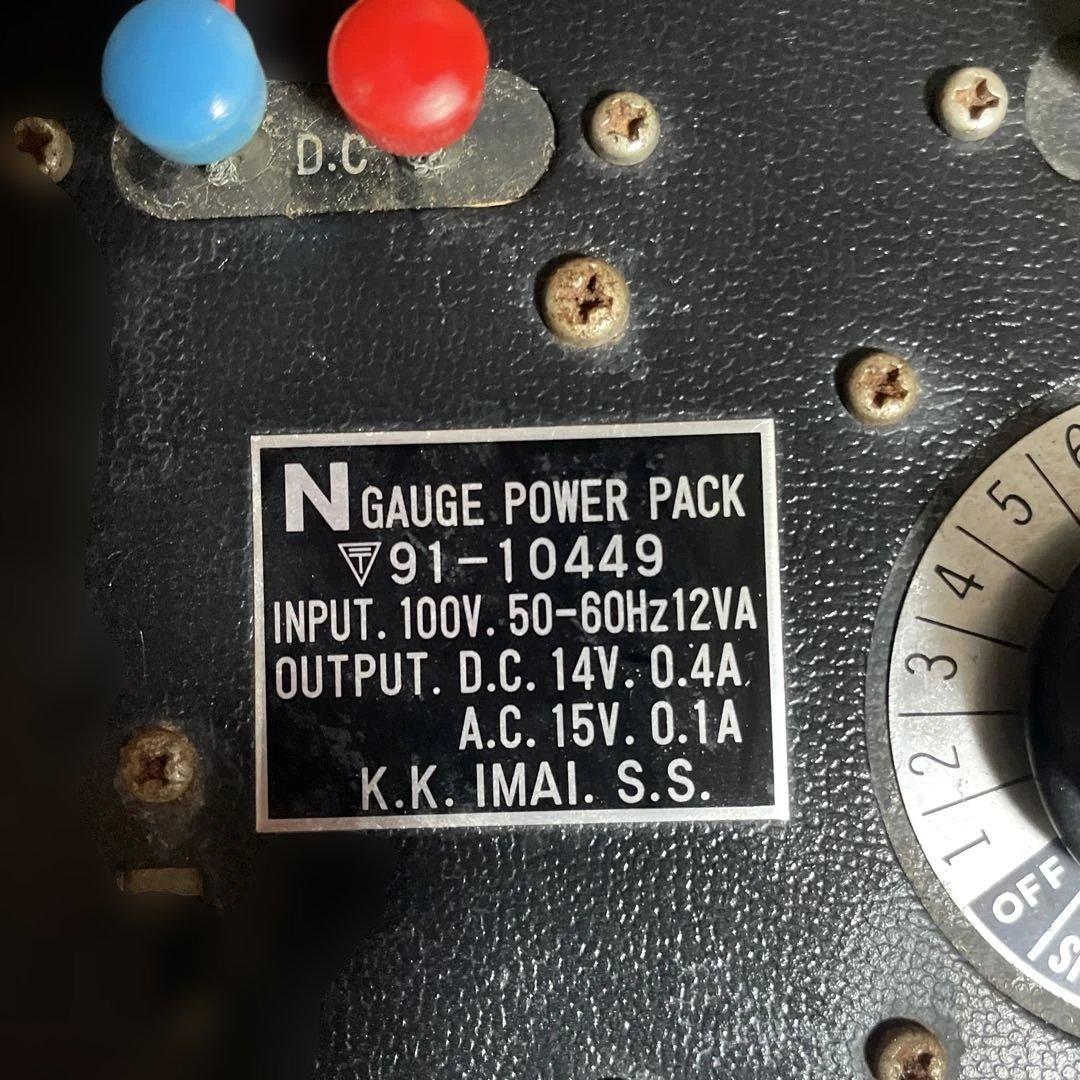 D.C
N GAUGE POWER PACK
〒91-10449
INPUT. 100V. 50-60Hz12VA
OUTPUT. D.C. 14V. 0.4A
A.C. 15V. 0.1A
K.K. IMAI. S.S.
6
5
4
3
2
1
OFF